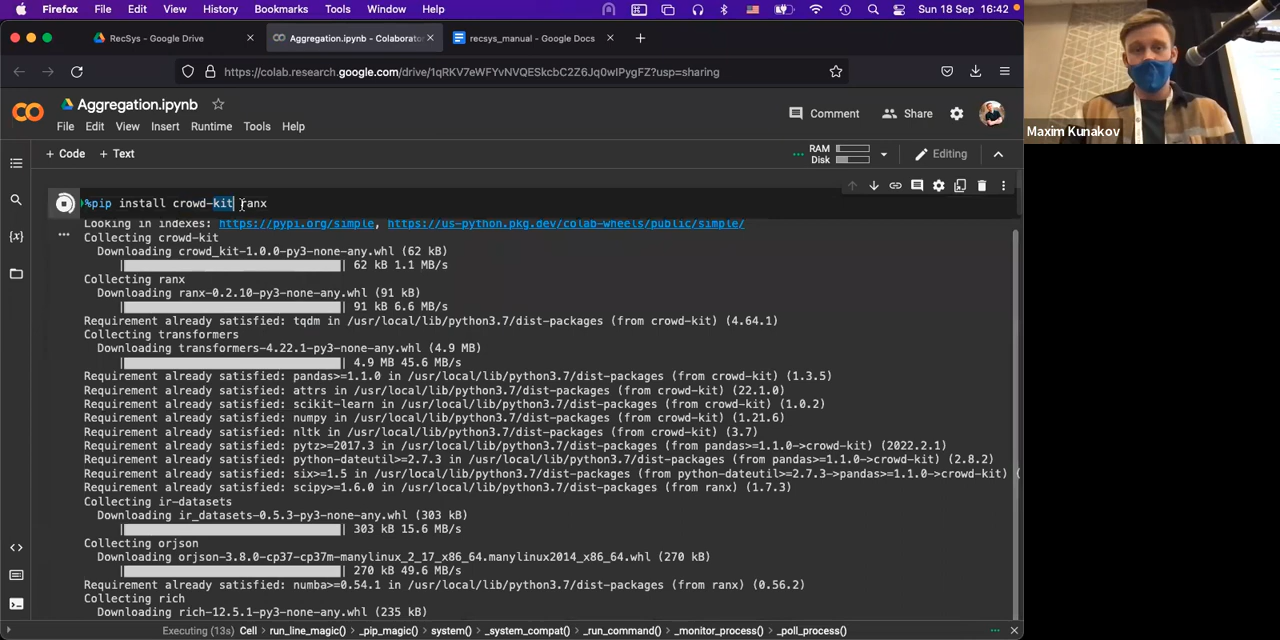 Firefox File Edit View History Bookmarks Tools Window Help Sun 18 Sep 16:42
RecSys - Google Drive Aggregation.ipynb - Colaborator recsys_manual - Google Docs
https://colab.research.google.com/drive/1qRKV7eWFYvNVQESkcbC2Z6Jq0wIPygFZ?usp=sharing
Aggregation.ipynb
Comment Share
File Edit View Insert Runtime Tools Help
+ Code + Text RAM Disk Editing
Maxim Kunakov
%pip install crowd-kit ranx
Looking in indexes: https://pypi.org/simple, https://us-python.pkg.dev/colab-wheels/public/simple/
Collecting crowd-kit
Downloading crowd_kit-1.0.0-py3-none-any.whl (62 kB)
| 62 kB 1.1 MB/s
Collecting ranx
Downloading ranx-0.2.10-py3-none-any.whl (91 kB)
| 91 kB 6.6 MB/s
Requirement already satisfied: tqdm in /usr/local/lib/python3.7/dist-packages (from crowd-kit) (4.64.1)
Collecting transformers
Downloading transformers-4.22.1-py3-none-any.whl (4.9 MB)
| 4.9 MB 45.6 MB/s
Requirement already satisfied: pandas>=1.1.0 in /usr/local/lib/python3.7/dist-packages (from crowd-kit) (1.3.5)
Requirement already satisfied: attrs in /usr/local/lib/python3.7/dist-packages (from crowd-kit) (22.1.0)
Requirement already satisfied: scikit-learn in /usr/local/lib/python3.7/dist-packages (from crowd-kit) (1.0.2)
Requirement already satisfied: numpy in /usr/local/lib/python3.7/dist-packages (from crowd-kit) (1.21.6)
Requirement already satisfied: nltk in /usr/local/lib/python3.7/dist-packages (from crowd-kit) (3.7)
Requirement already satisfied: pytz>=2017.3 in /usr/local/lib/python3.7/dist-packages (from pandas>=1.1.0->crowd-kit) (2022.2.1)
Requirement already satisfied: python-dateutil>=2.7.3 in /usr/local/lib/python3.7/dist-packages (from pandas>=1.1.0->crowd-kit) (2.8.2)
Requirement already satisfied: six>=1.5 in /usr/local/lib/python3.7/dist-packages (from python-dateutil>=2.7.3->pandas>=1.1.0->crowd-kit) (
Requirement already satisfied: scipy>=1.6.0 in /usr/local/lib/python3.7/dist-packages (from ranx) (1.7.3)
Collecting ir-datasets
Downloading ir_datasets-0.5.3-py3-none-any.whl (303 kB)
| 303 kB 15.6 MB/s
Collecting orjson
Downloading orjson-3.8.0-cp37-cp37m-manylinux_2_17_x86_64.manylinux2014_x86_64.whl (270 kB)
| 270 kB 49.6 MB/s
Requirement already satisfied: numba>=0.54.1 in /usr/local/lib/python3.7/dist-packages (from ranx) (0.56.2)
Collecting rich
Downloading rich-12.5.1-py3-none-any.whl (235 kB)
Executing (13s) Cell run_line_magic() _pip_magic() system() _system_compat() _run_command() _monitor_process() _poll_process()